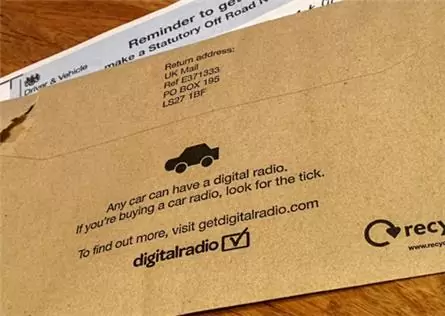 Reminder to get
make a Statutory Off Road N
Driver & Vehicle
Return address:
UK Mail
Ref E371333
PO BOX 195
LS27 1BF
Any car can have a digital radio.
If you're buying a car radio, look for the tick.
To find out more, visit getdigitalradio.com
digitalradio
recy
www.recyc